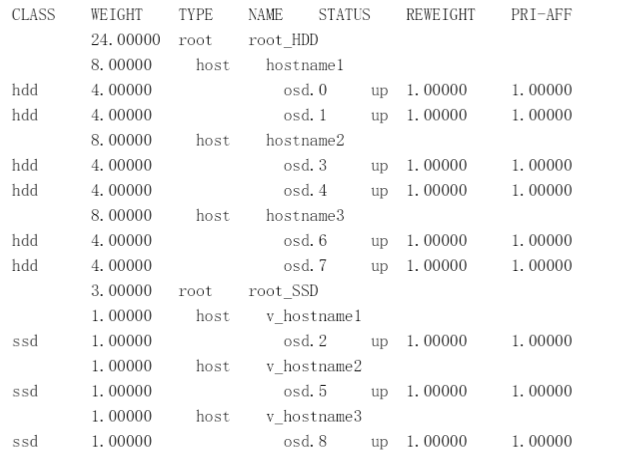 CLASS WEIGHT TYPE NAME STATUS REWEIGHT PRI-AFF
24.00000 root root_HDD
8.00000 host hostname1
hdd 4.00000 osd.0 up 1.00000 1.00000
hdd 4.00000 osd.1 up 1.00000 1.00000
8.00000 host hostname2
hdd 4.00000 osd.3 up 1.00000 1.00000
hdd 4.00000 osd.4 up 1.00000 1.00000
8.00000 host hostname3
hdd 4.00000 osd.6 up 1.00000 1.00000
hdd 4.00000 osd.7 up 1.00000 1.00000
3.00000 root root_SSD
1.00000 host v_hostname1
ssd 1.00000 osd.2 up 1.00000 1.00000
1.00000 host v_hostname2
ssd 1.00000 osd.5 up 1.00000 1.00000
1.00000 host v_hostname3
ssd 1.00000 osd.8 up 1.00000 1.00000